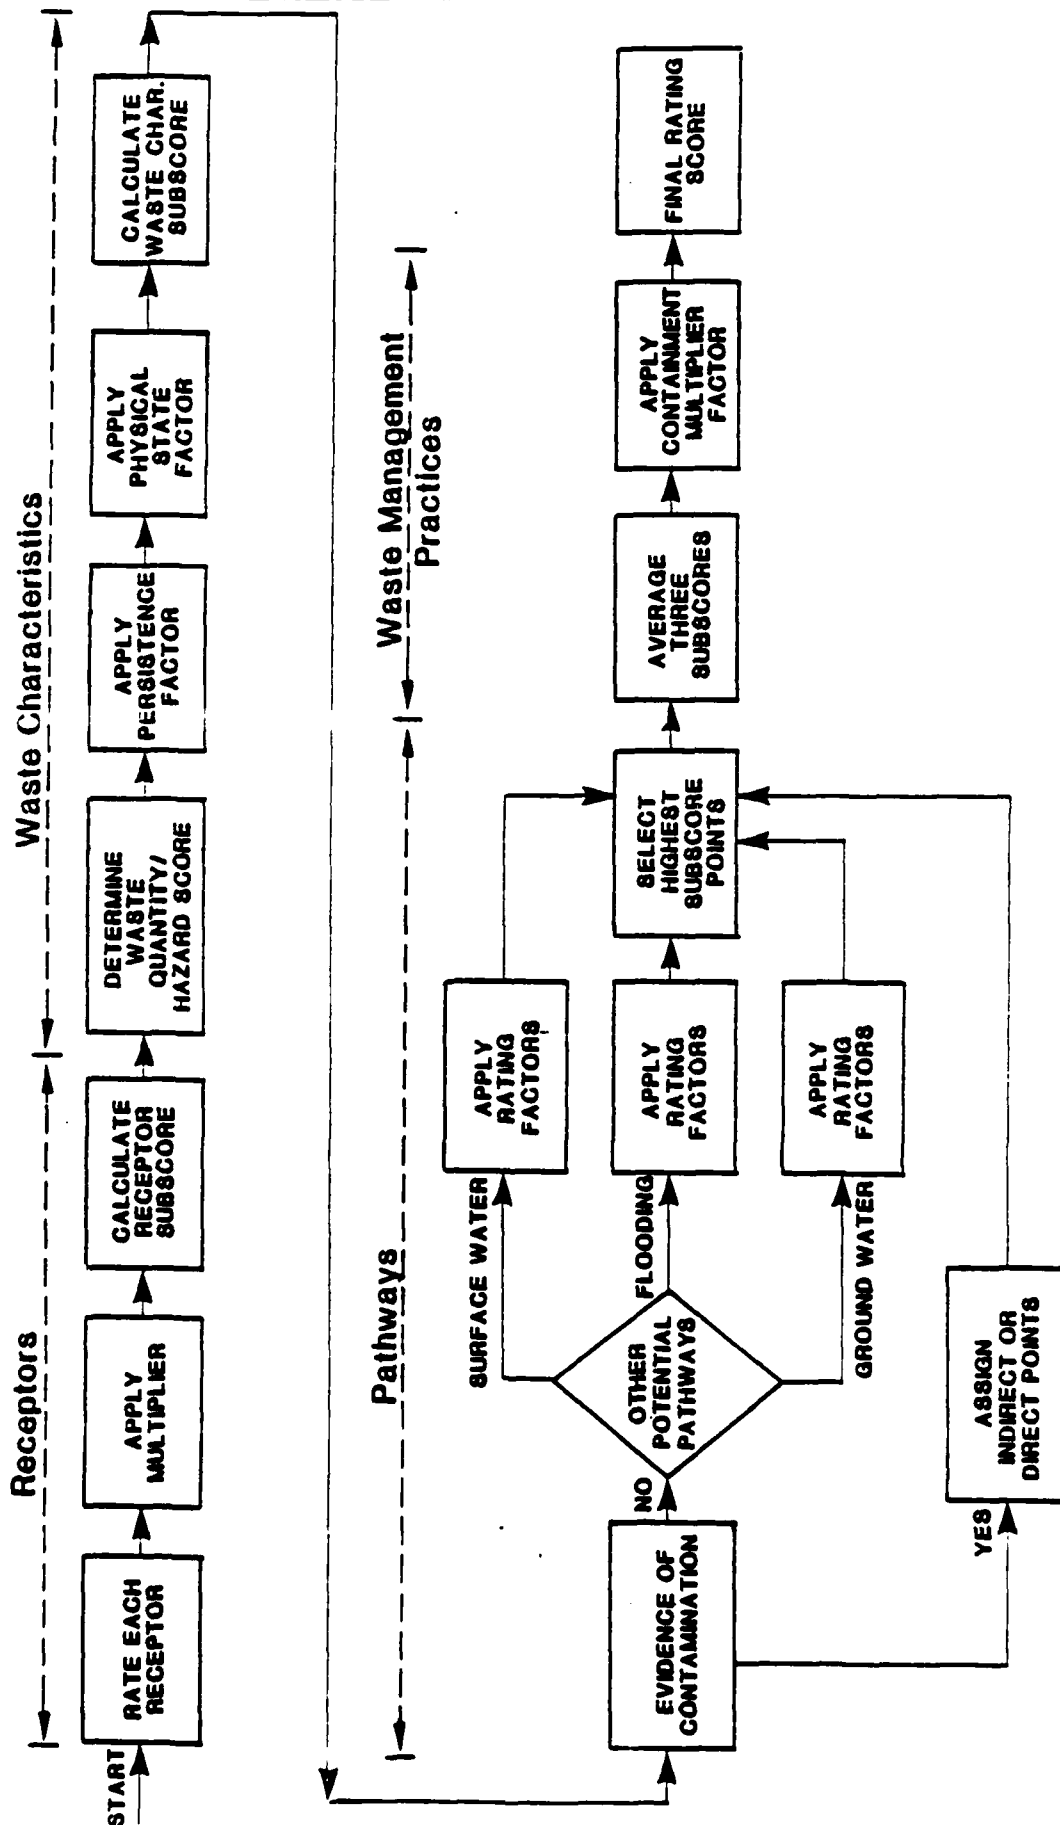 Receptors
Waste Characteristics
START
RATE EACH
RECEPTOR
APPLY
MULTIPLIER
CALCULATE
RECEPTOR
SUBSCORE
DETERMINE
WASTE
QUANTITY/
HAZARD SCORE
APPLY
PERSISTENCE
FACTOR
APPLY
PHYSICAL
STATE
FACTOR
CALCULATE
WASTE CHAR.
SUBSCORE
Pathways
Waste Management
Practices
EVIDENCE OF
CONTAMINATION
NO
YES
OTHER
POTENTIAL
PATHWAYS
SURFACE WATER
FLOODING
GROUND WATER
APPLY
RATING
FACTORS
APPLY
RATING
FACTORS
APPLY
RATING
FACTORS
ASSIGN
INDIRECT OR
DIRECT POINTS
SELECT
HIGHEST
SUBSCORE
POINTS
AVERAGE
THREE
SUBSCORES
APPLY
CONTAINMENT
MULTIPLIER
FACTOR
FINAL RATING
SCORE